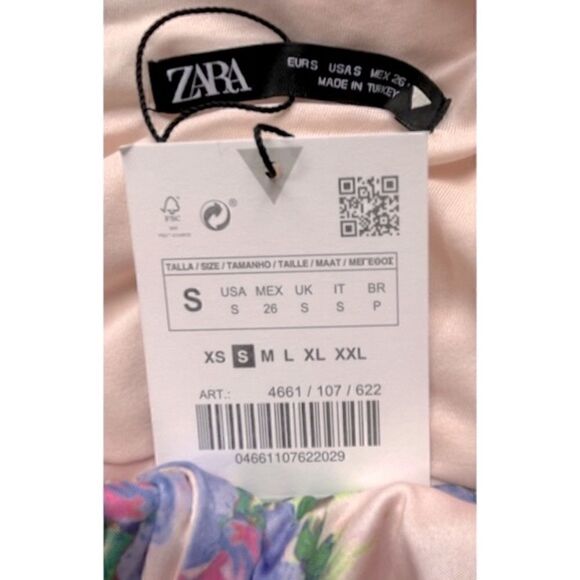 ZARA
EUR S USA S MEX 26
MADE IN TURKEY
FSC
®
TALLA / SIZE / TAMANHO / TAILLE / MAAT / ΜΕΓΕΘΟΣ
S
USA MEX UK IT BR
S 26 S S P
XS S M L XL XXL
ART.: 4661 / 107 / 622
04661107622029